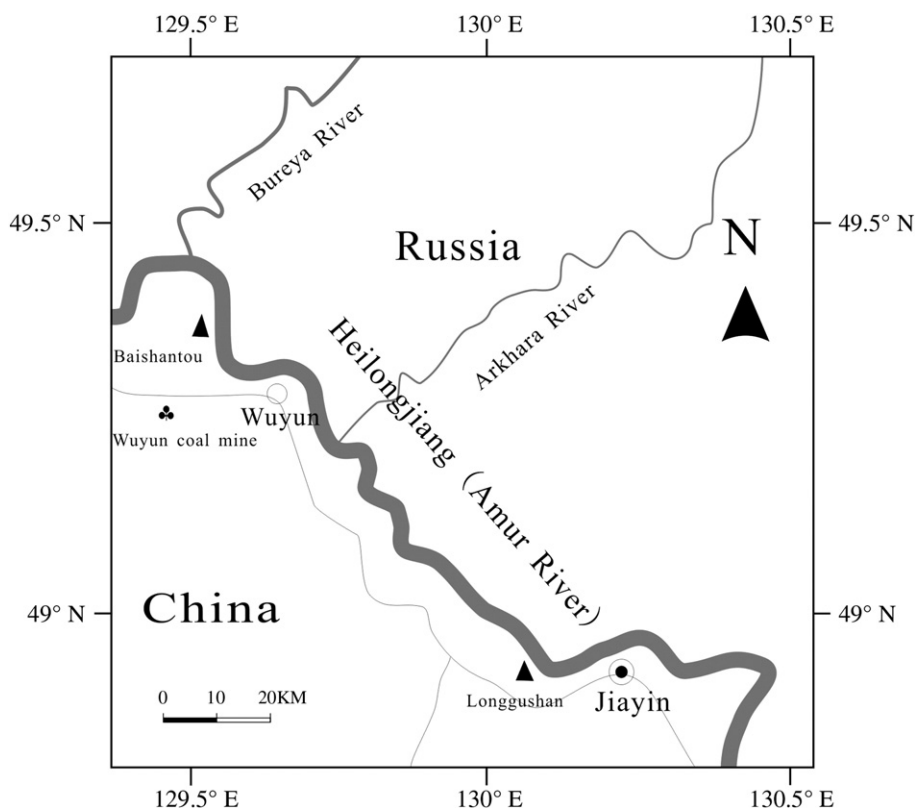 129.5° E
130° E
130.5° E
Bureya River
49.5° N
49.5° N
Russia
N
Arkhara River
Baishantou
Heilongjiang (Amur River)
Wuyun
Wuyun coal mine
China
49° N
49° N
0 10 20KM
Longgushan
Jiayin
129.5° E
130° E
130.5° E